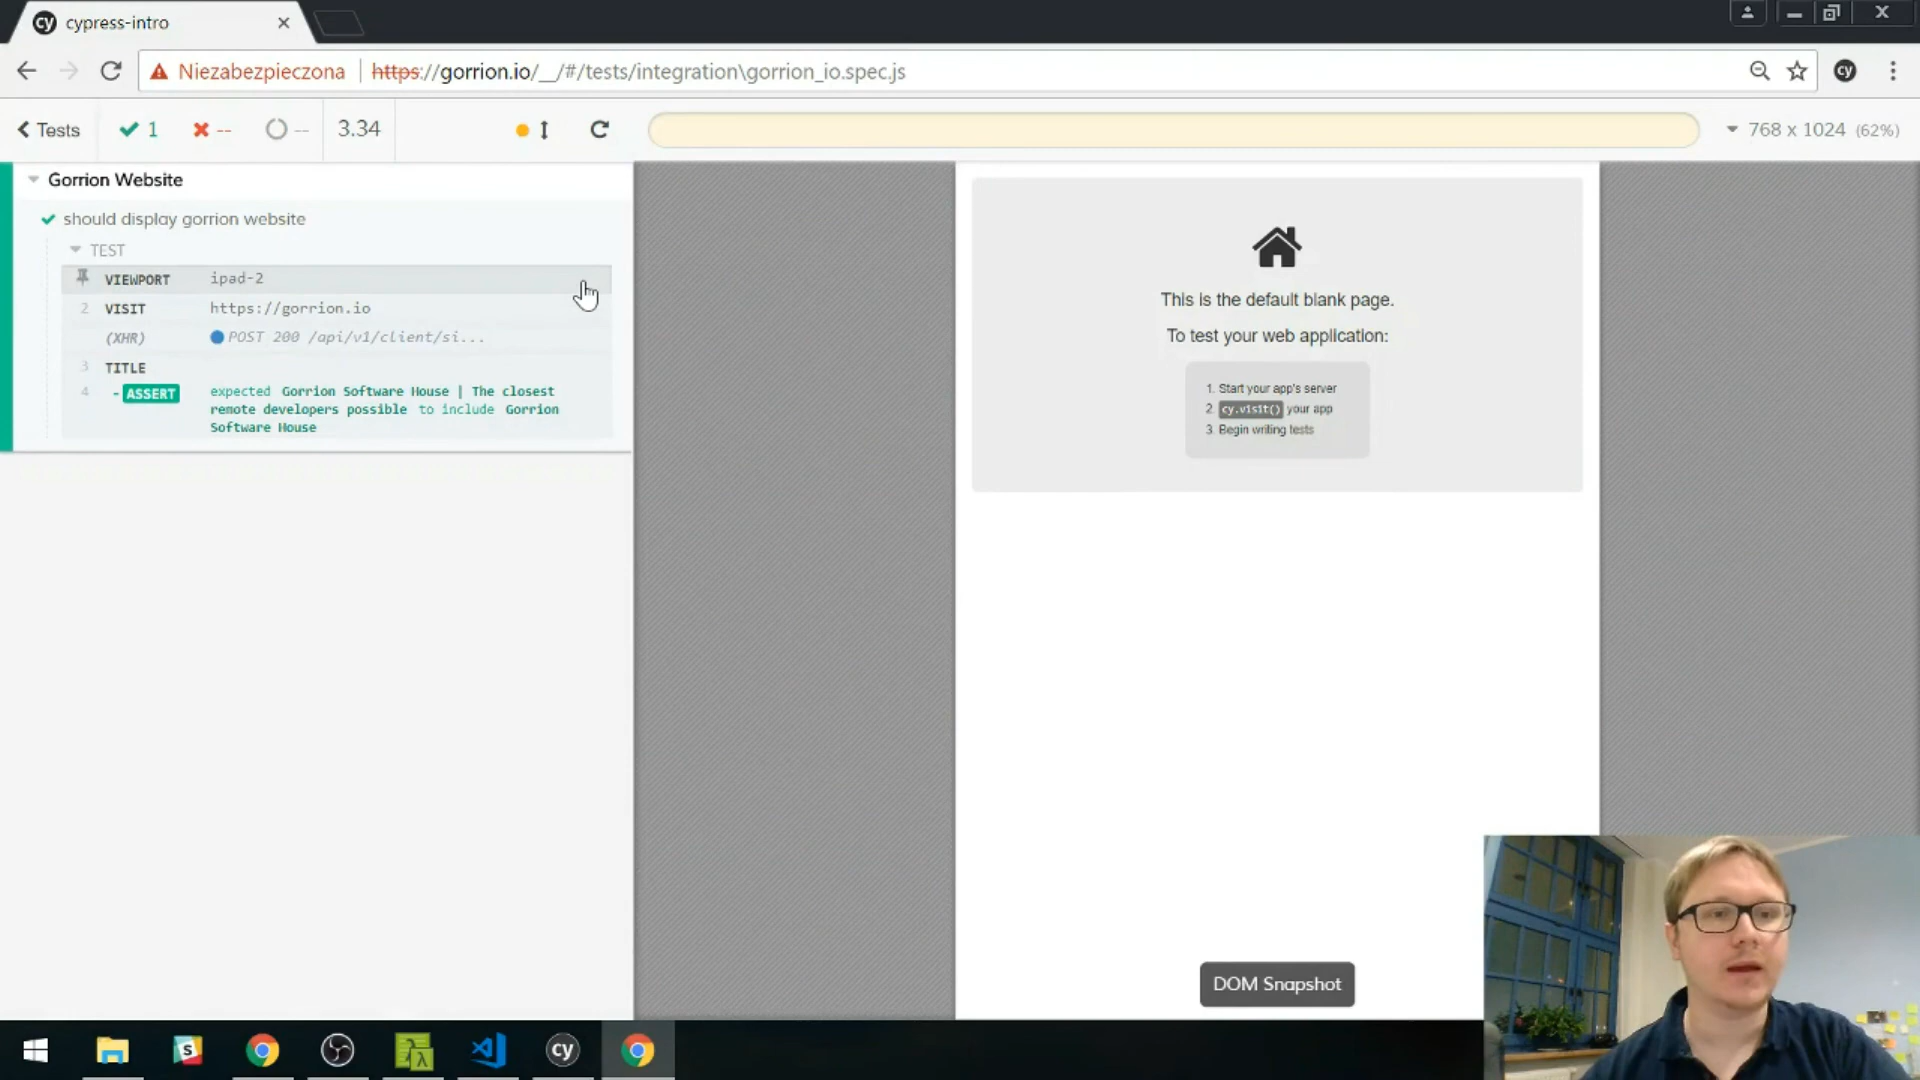 cy cypress-intro
Niezabezpieczona https://gorrion.io/__/#/tests/integration\gorrion_io.spec.js cy
Tests 1 -- -- 3.34 768 x 1024 (62%)
Gorrion Website
should display gorrion website
TEST
VIEWPORT ipad-2
2 VISIT https://gorrion.io
(XHR) POST 200 /api/v1/client/si...
3 TITLE
4 -ASSERT expected Gorrion Software House | The closest
remote developers possible to include Gorrion
Software House
This is the default blank page.
To test your web application:
1. Start your app's server
2. cy.visit() your app
3. Begin writing tests
DOM Snapshot
S λ cy